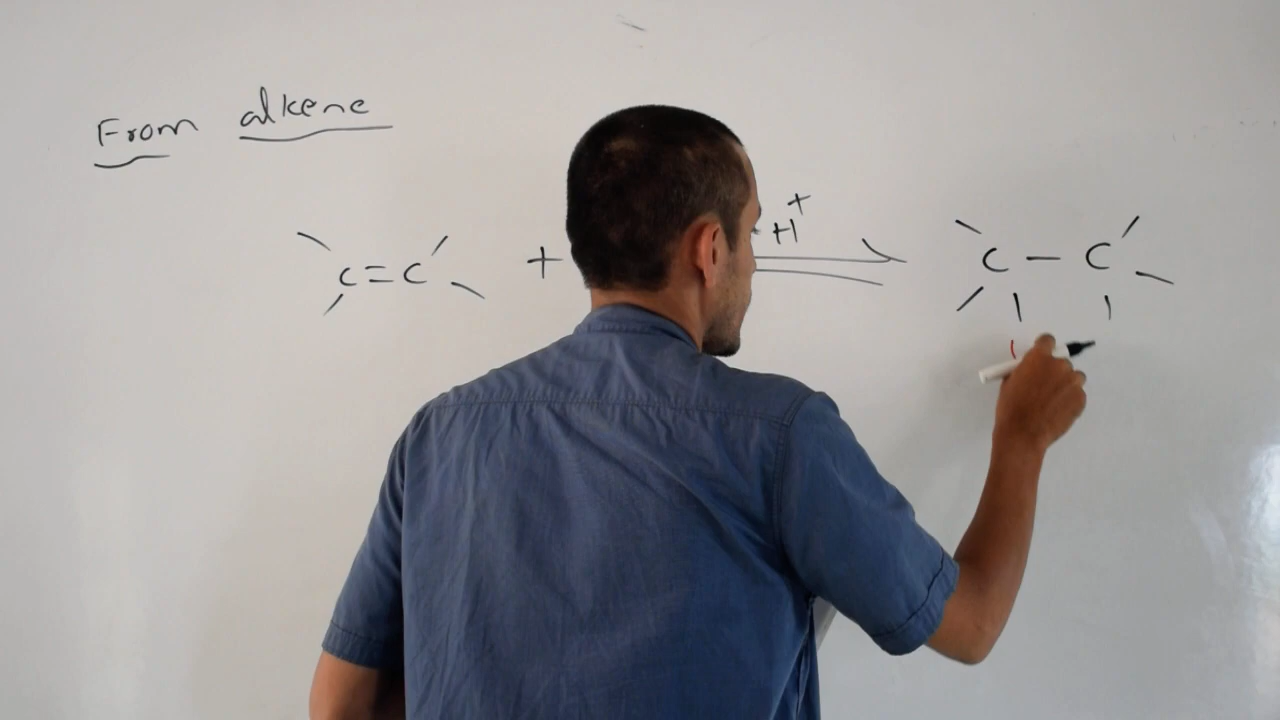 From alkene
C=C + H+ C-C